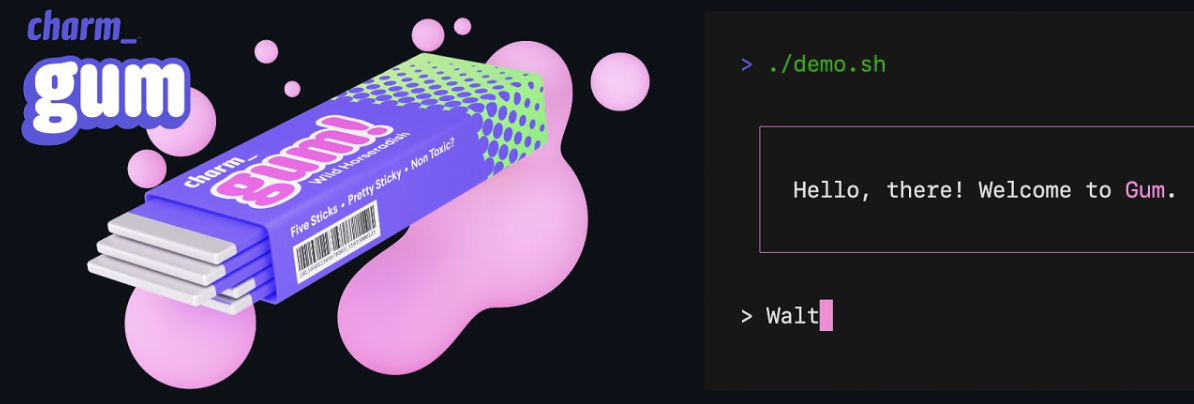 charm_
gum
charm_
gum!
Wild Horseradish
Five Sticks • Pretty Sticky • Non Toxic?
> ./demo.sh
Hello, there! Welcome to Gum.
> Walt